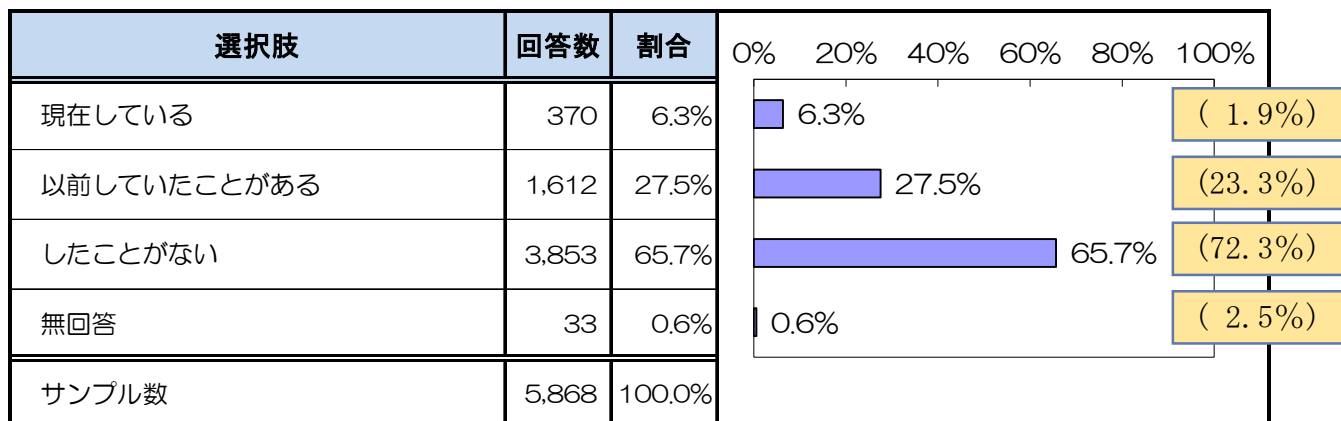 選択肢 回答数 割合 0% 20% 40% 60% 80% 100%
現在している 370 6.3% 6.3% ( 1.9%)
以前していたことがある 1,612 27.5% 27.5% (23.3%)
したことがない 3,853 65.7% 65.7% (72.3%)
無回答 33 0.6% 0.6% ( 2.5%)
サンプル数 5,868 100.0%